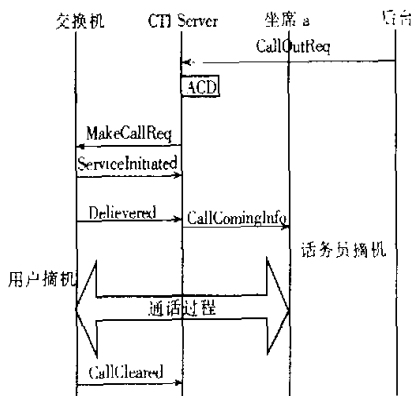 交换机 CTI Server 坐席 a 后台
CallOutReq
ACD
MakeCallReq
ServiceInitiated
Delievered
CallComingInfo
话务员摘机
用户摘机
通话过程
CallCleared